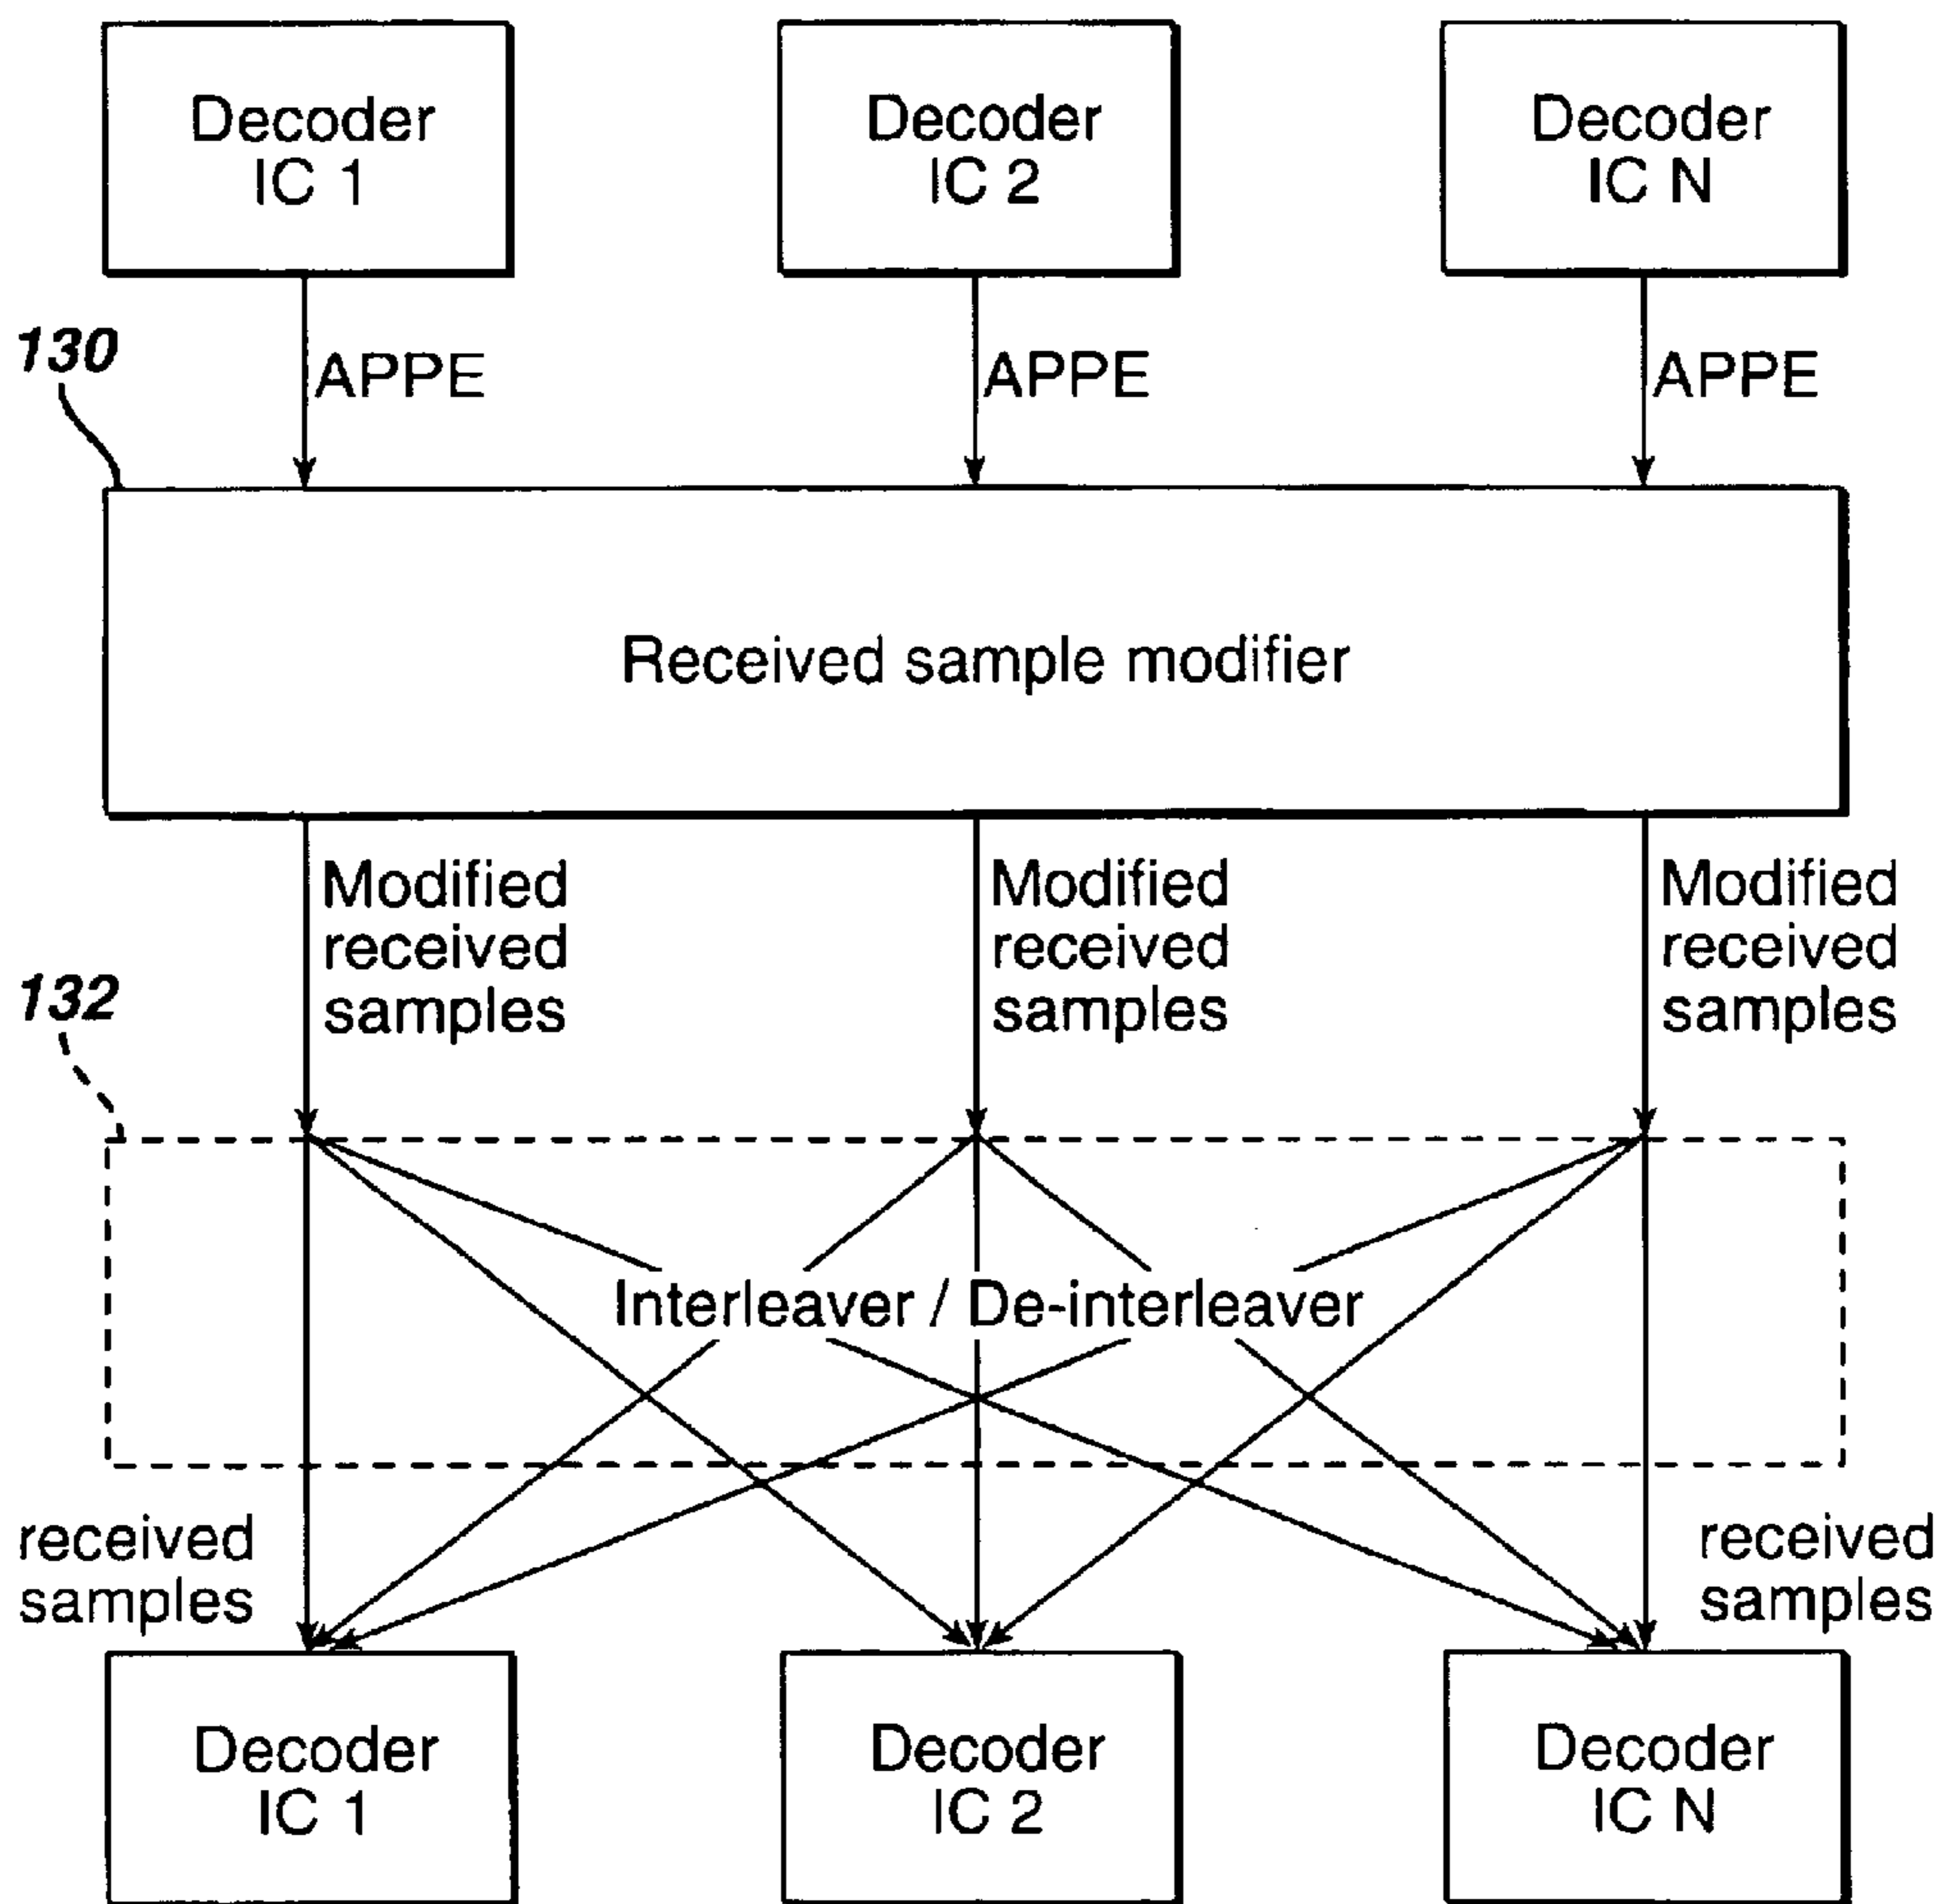 Decoder
IC 1
Decoder
IC 2
Decoder
IC N
130
APPE
APPE
APPE
Received sample modifier
Modified
received
samples
Modified
received
samples
Modified
received
samples
132
Interleaver / De-interleaver
received
samples
received
samples
Decoder
IC 1
Decoder
IC 2
Decoder
IC N